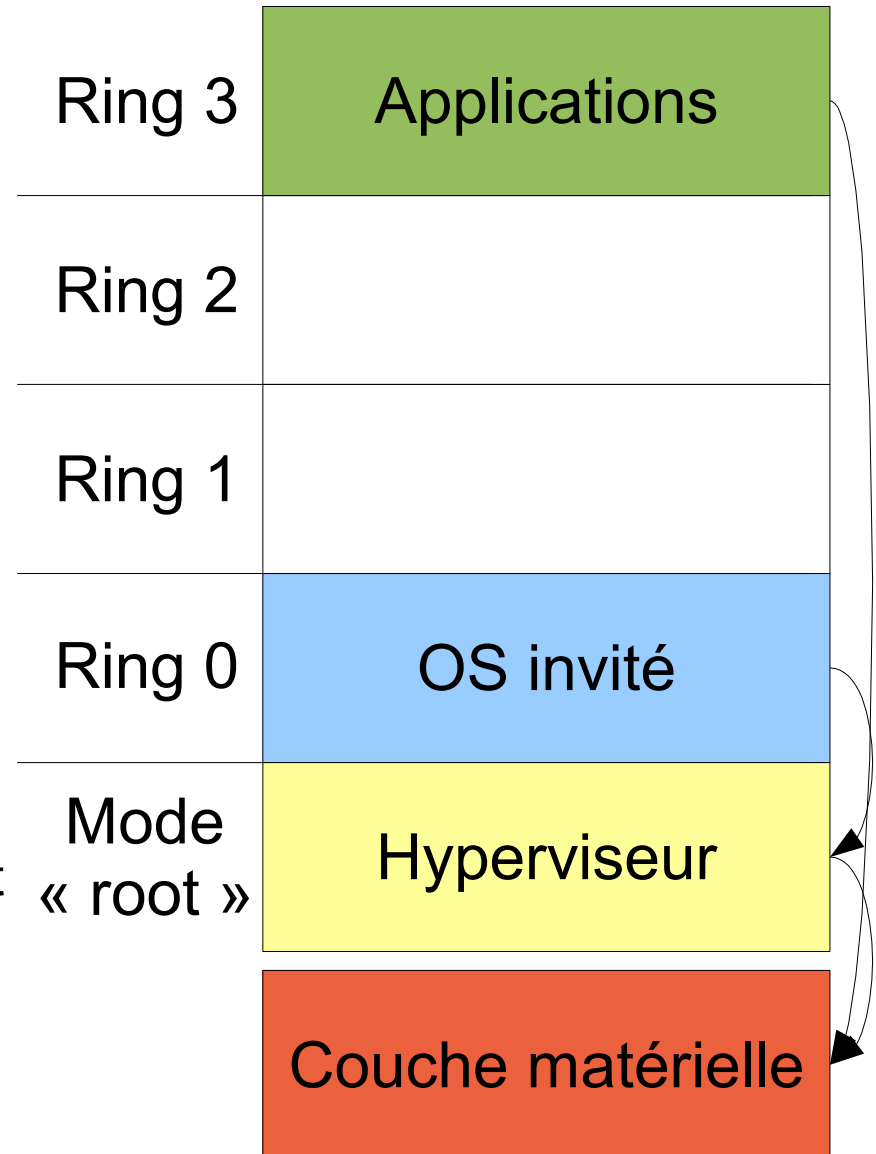 Ring 3
Applications
Ring 2
Ring 1
Ring 0
OS invité
Mode
« root »
Hyperviseur
Couche matérielle